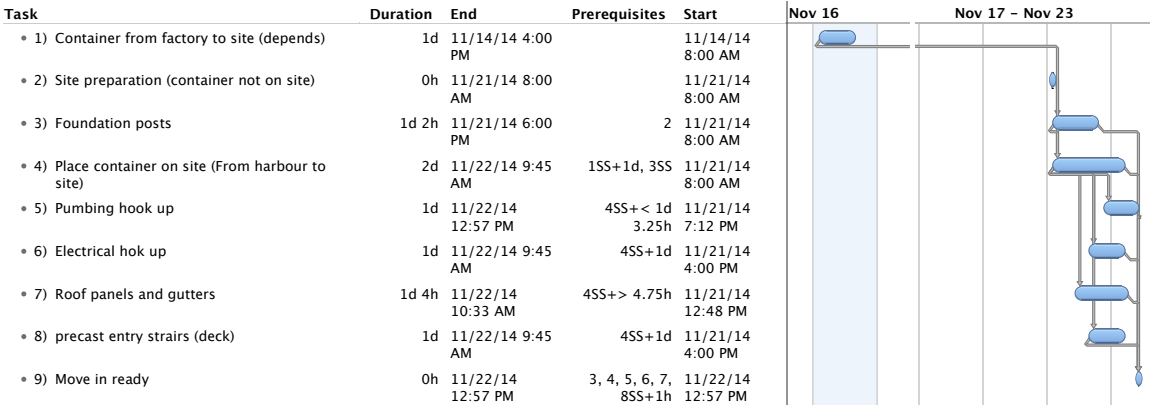 Task Duration End Prerequisites Start Nov 16 Nov 17 - Nov 23
• 1) Container from factory to site (depends) 1d 11/14/14 4:00 11/14/14
PM 8:00 AM
• 2) Site preparation (container not on site) 0h 11/21/14 8:00 11/21/14
AM 8:00 AM
• 3) Foundation posts 1d 2h 11/21/14 6:00 2 11/21/14
PM 8:00 AM
• 4) Place container on site (From harbour to 2d 11/22/14 9:45 1SS+1d, 3SS 11/21/14
site) AM 8:00 AM
• 5) Pumbing hook up 1d 11/22/14 4SS+< 1d 11/21/14
12:57 PM 3.25h 7:12 PM
• 6) Electrical hok up 1d 11/22/14 9:45 4SS+1d 11/21/14
AM 4:00 PM
• 7) Roof panels and gutters 1d 4h 11/22/14 4SS+> 4.75h 11/21/14
10:33 AM 12:48 PM
• 8) precast entry strairs (deck) 1d 11/22/14 9:45 4SS+1d 11/21/14
AM 4:00 PM
• 9) Move in ready 0h 11/22/14 3, 4, 5, 6, 7, 11/22/14
12:57 PM 8SS+1h 12:57 PM